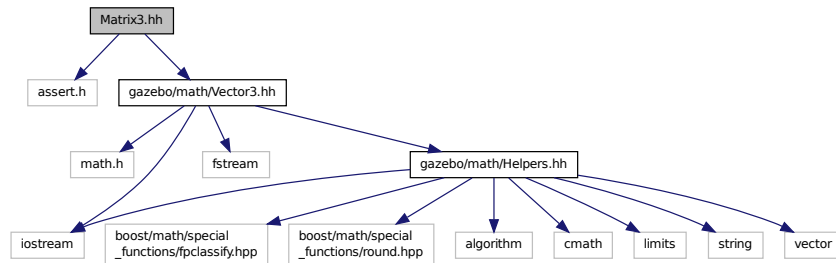 Matrix3.hh
assert.h
gazebo/math/Vector3.hh
math.h
fstream
gazebo/math/Helpers.hh
iostream
boost/math/special
_functions/fpclassify.hpp
boost/math/special
_functions/round.hpp
algorithm
cmath
limits
string
vector